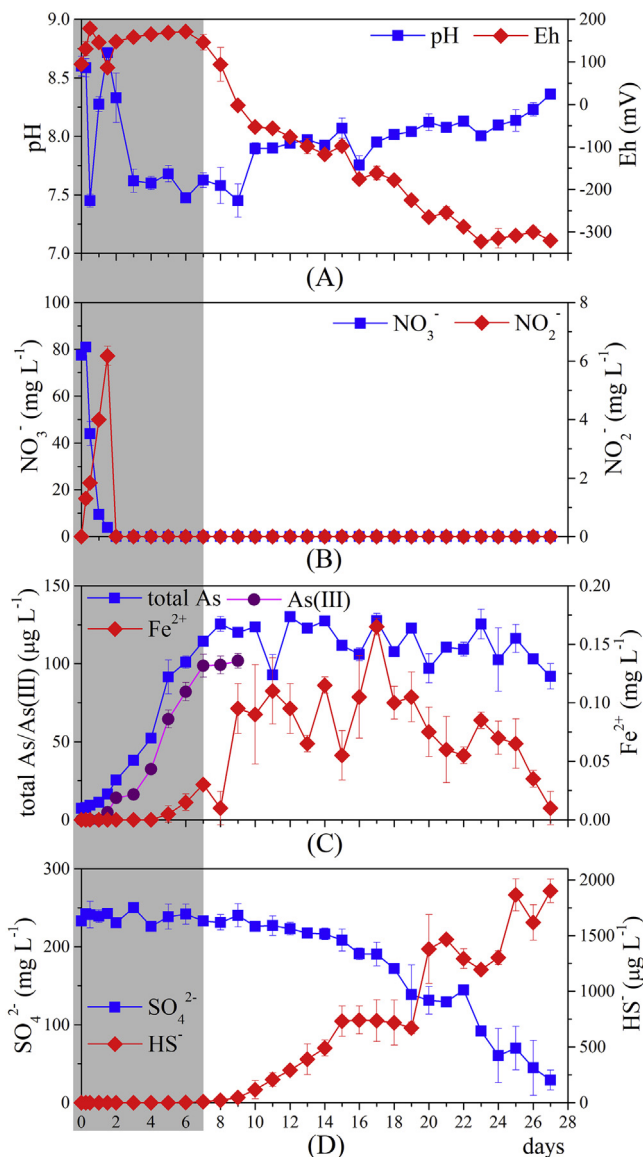 9.0 8.5 8.0 7.5 7.0
pH
pH Eh
200 100 0 -100 -200 -300
Eh (mV)
(A)
100 80 60 40 20 0
NO₃⁻ (mg L⁻¹)
NO₃⁻ NO₂⁻
8 6 4 2 0
NO₂⁻ (mg L⁻¹)
(B)
150 100 50 0
total As/As(III) (µg L⁻¹)
total As As(III)
Fe²⁺
0.20 0.15 0.10 0.05 0.00
Fe²⁺ (mg L⁻¹)
(C)
300 200 100 0
SO₄²⁻ (mg L⁻¹)
SO₄²⁻
HS⁻
2000 1500 1000 500 0
HS⁻ (µg L⁻¹)
0 2 4 6 8 10 12 14 16 18 20 22 24 26 28
(D) days